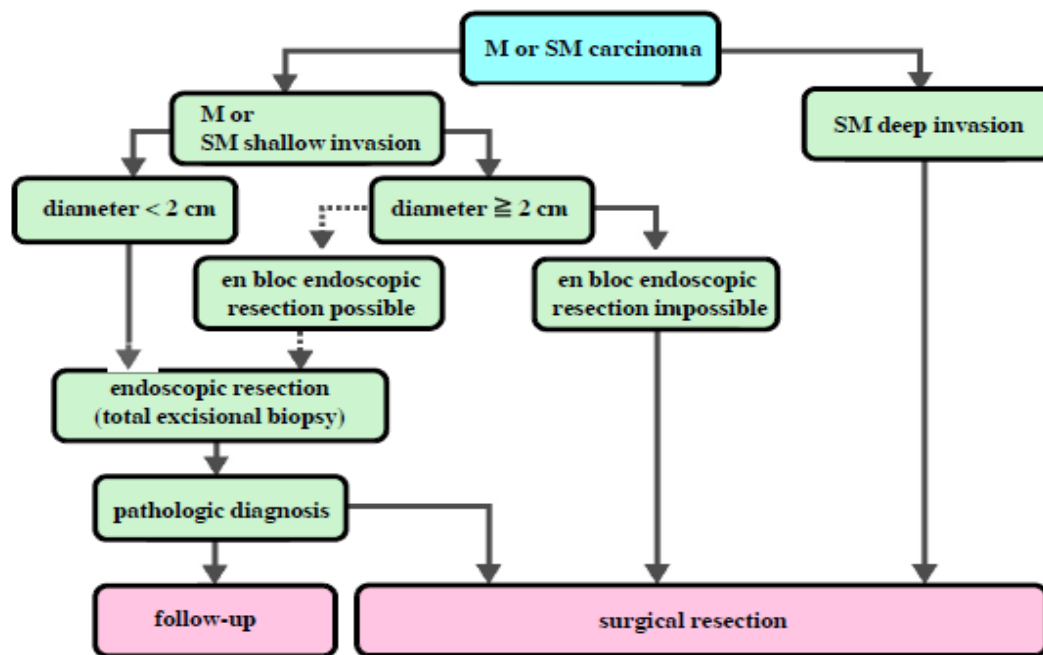 M or SM carcinoma
M or
SM shallow invasion
SM deep invasion
diameter < 2 cm
diameter ≧ 2 cm
en bloc endoscopic
resection possible
en bloc endoscopic
resection impossible
endoscopic resection
(total excisional biopsy)
pathologic diagnosis
follow-up
surgical resection